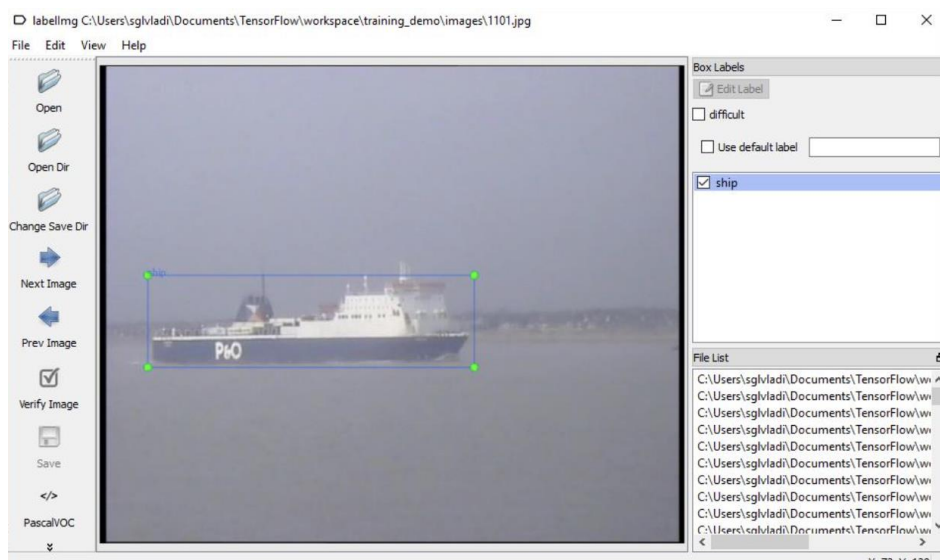 labelImg C:\Users\sglvladi\Documents\TensorFlow\workspace\training_demo\images\1101.jpg
File Edit View Help
Open
Open Dir
Change Save Dir
Next Image
Prev Image
Verify Image
Save
</>
PascalVOC
ship
P&O
Box Labels
Edit Label
difficult
Use default label
ship
File List
C:\Users\sglvladi\Documents\TensorFlow\w
C:\Users\sglvladi\Documents\TensorFlow\w
C:\Users\sglvladi\Documents\TensorFlow\w
C:\Users\sglvladi\Documents\TensorFlow\w
C:\Users\sglvladi\Documents\TensorFlow\w
C:\Users\sglvladi\Documents\TensorFlow\w
C:\Users\sglvladi\Documents\TensorFlow\w
C:\Users\sglvladi\Documents\TensorFlow\w
C:\Users\sglvladi\Documents\TensorFlow\w
C:\Users\sglvladi\Documents\TensorFlow\w